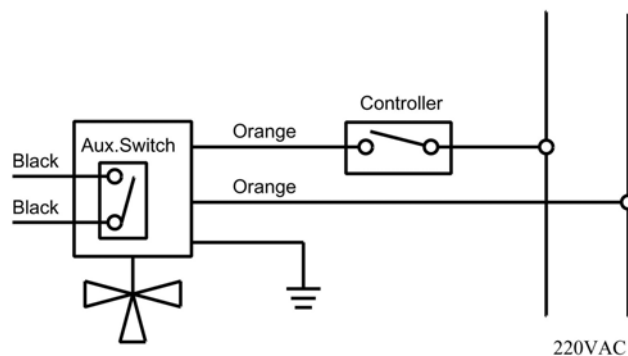 Controller
Orange
Aux.Switch
Black
Orange
Black
220VAC